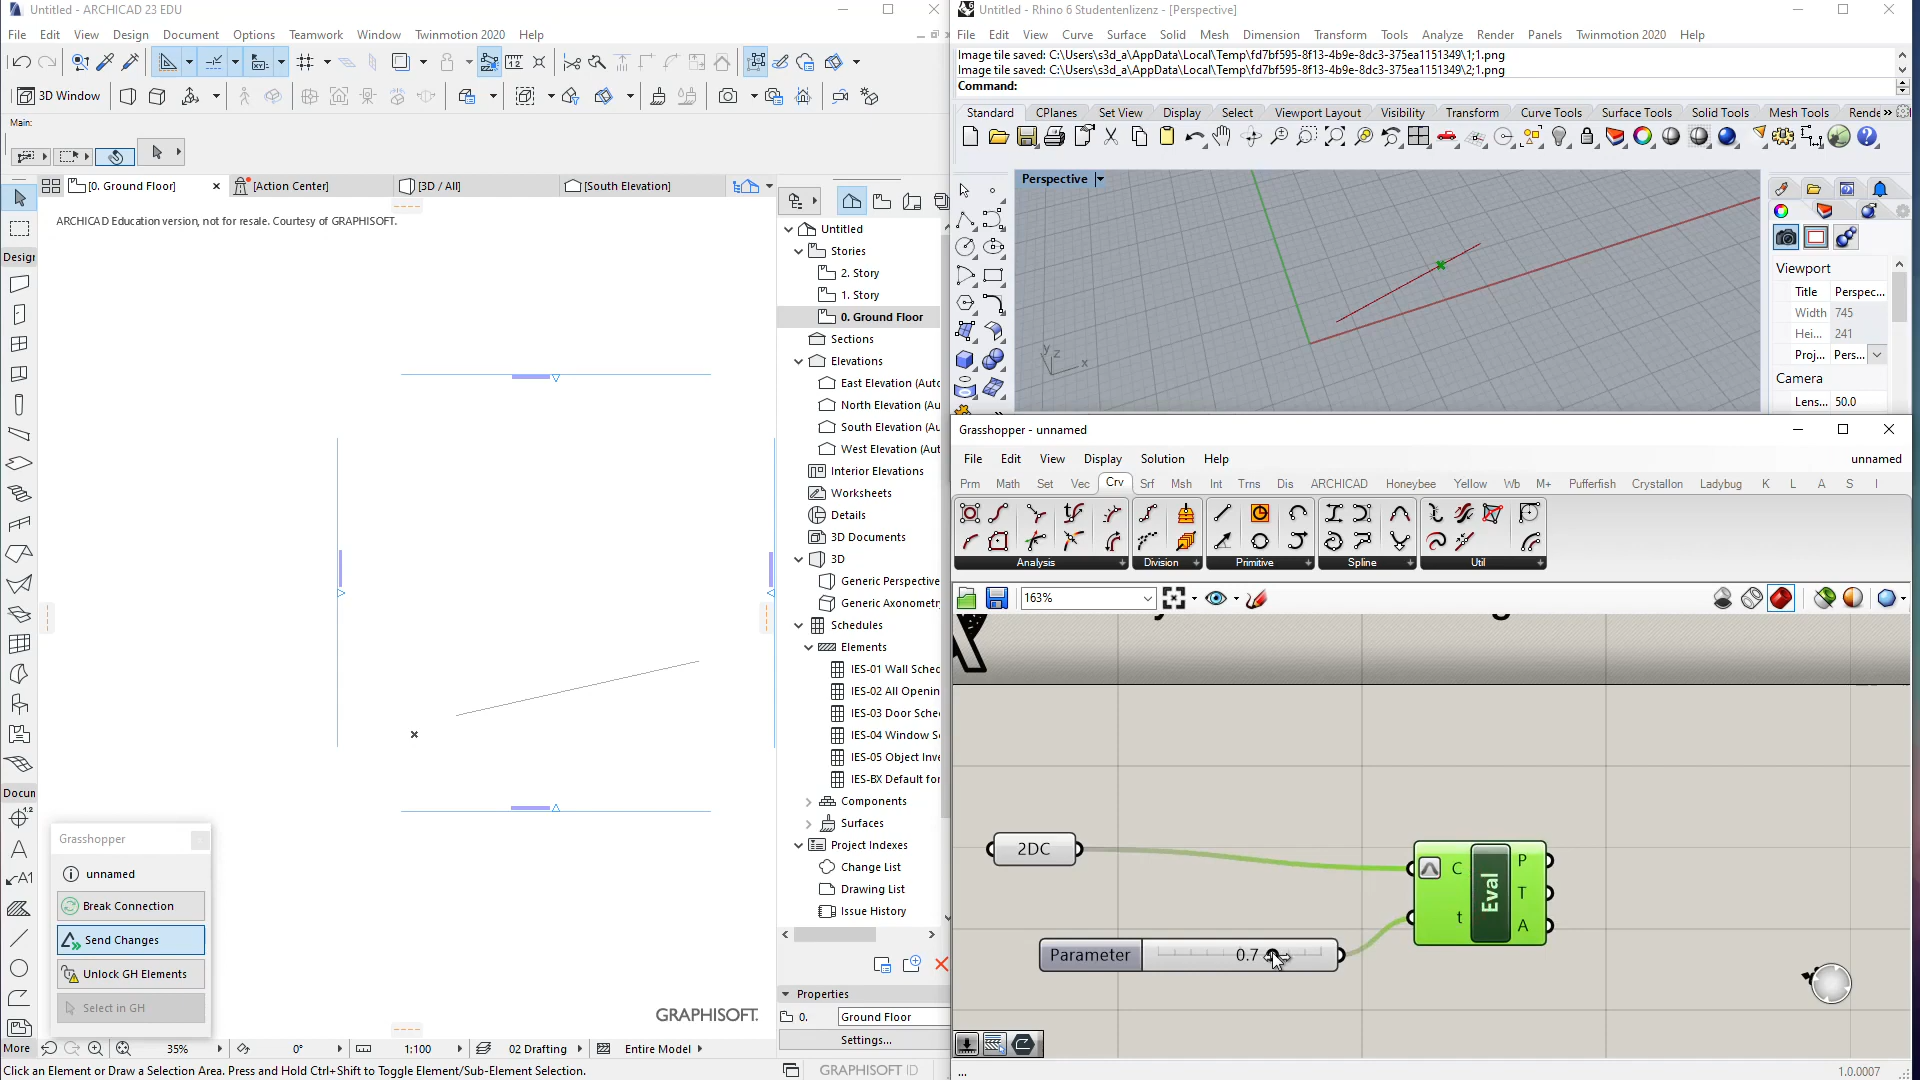 Untitled - ARCHICAD 23 EDU
File Edit View Design Document Options Teamwork Window Twinmotion 2020 Help
3D Window
Main:
[0. Ground Floor]
[Action Center]
[3D / All]
[South Elevation]
ARCHICAD Education version, not for resale. Courtesy of GRAPHISOFT.
Desigr
Docun
More
Untitled
Stories
2. Story
1. Story
0. Ground Floor
Sections
Elevations
East Elevation (Auto
North Elevation (Au
South Elevation (Au
West Elevation (Aut
Interior Elevations
Worksheets
Details
3D Documents
3D
Generic Perspective
Generic Axonometr
Schedules
Elements
IES-01 Wall Sched
IES-02 All Openin
IES-03 Door Sche
IES-04 Window S
IES-05 Object Inve
IES-BX Default for
Components
Surfaces
Project Indexes
Change List
Drawing List
Issue History
Properties
0.
Ground Floor
Settings...
Grasshopper
unnamed
Break Connection
Send Changes
Unlock GH Elements
Select in GH
GRAPHISOFT.
35%
0°
1:100
02 Drafting
Entire Model
Click an Element or Draw a Selection Area. Press and Hold Ctrl+Shift to Toggle Element/Sub-Element Selection.
GRAPHISOFT ID
Untitled - Rhino 6 Studentenlizenz - [Perspective]
File Edit View Curve Surface Solid Mesh Dimension Transform Tools Analyze Render Panels Twinmotion 2020 Help
Image tile saved: C:\Users\s3d_a\AppData\Local\Temp\fd7bf595-8f13-4b9e-8dc3-375ea1151349\1;1.png
Image tile saved: C:\Users\s3d_a\AppData\Local\Temp\fd7bf595-8f13-4b9e-8dc3-375ea1151349\2;1.png
Command:
Standard CPlanes Set View Display Select Viewport Layout Visibility Transform Curve Tools Surface Tools Solid Tools Mesh Tools Rende
Perspective
y z x
Viewport
Title Perspec...
Width 745
Hei... 241
Proj... Pers...
Camera
Lens... 50.0
Grasshopper - unnamed
File Edit View Display Solution Help
unnamed
Prm Math Set Vec Crv Srf Msh Int Trns Dis ARCHICAD Honeybee Yellow Wb M+ Pufferfish Crystallon Ladybug K L A S I
Analysis
Division
Primitive
Spline
Util
163%
2DC
Parameter
0.7
C
t
Eval
P
T
A
...
1.0.0007